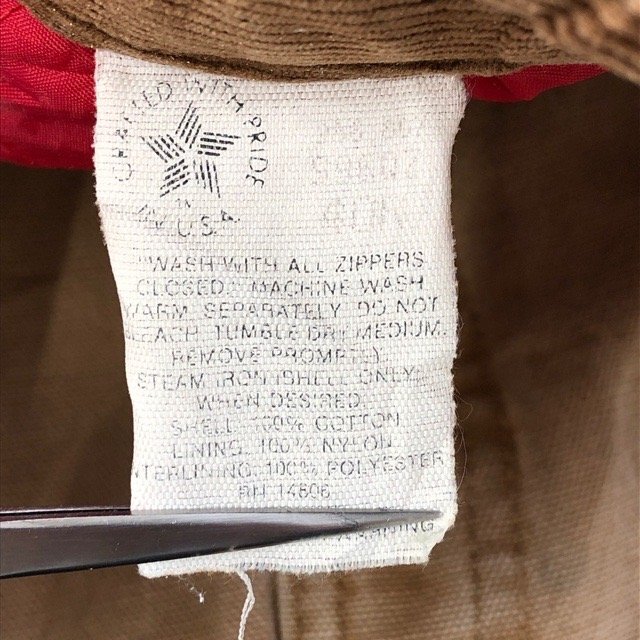 CRAFTED WITH PRIDE
IN U.S.A.
WASH WITH ALL ZIPPERS
CLOSED. MACHINE WASH
WARM SEPARATELY. DO NOT
BLEACH. TUMBLE DRY MEDIUM.
REMOVE PROMPTLY.
STEAM IRON (SHELL ONLY)
WHEN DESIRED.
SHELL: 100% COTTON
LINING: 100% NYLON
INTERLINING: 100% POLYESTER
RN 14806